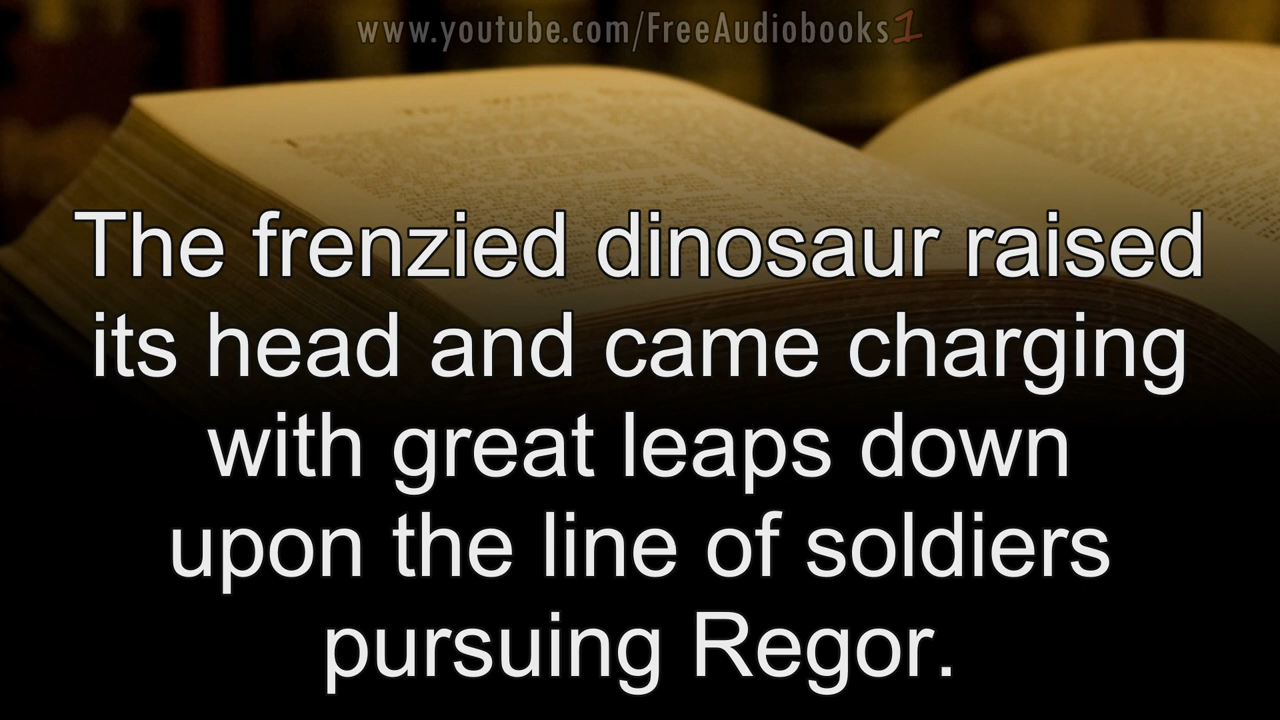 www.youtube.com/FreeAudiobooks1
The frenzied dinosaur raised
its head and came charging
with great leaps down
upon the line of soldiers
pursuing Regor.